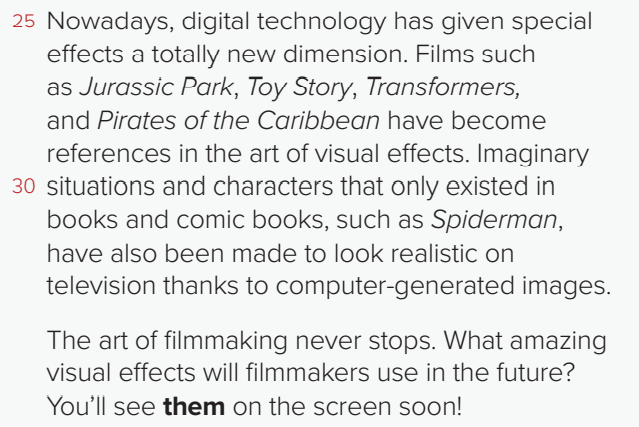 25 Nowadays, digital technology has given special
effects a totally new dimension. Films such
as Jurassic Park, Toy Story, Transformers,
and Pirates of the Caribbean have become
references in the art of visual effects. Imaginary
30 situations and characters that only existed in
books and comic books, such as Spiderman,
have also been made to look realistic on
television thanks to computer-generated images.
The art of filmmaking never stops. What amazing
visual effects will filmmakers use in the future?
You'll see them on the screen soon!